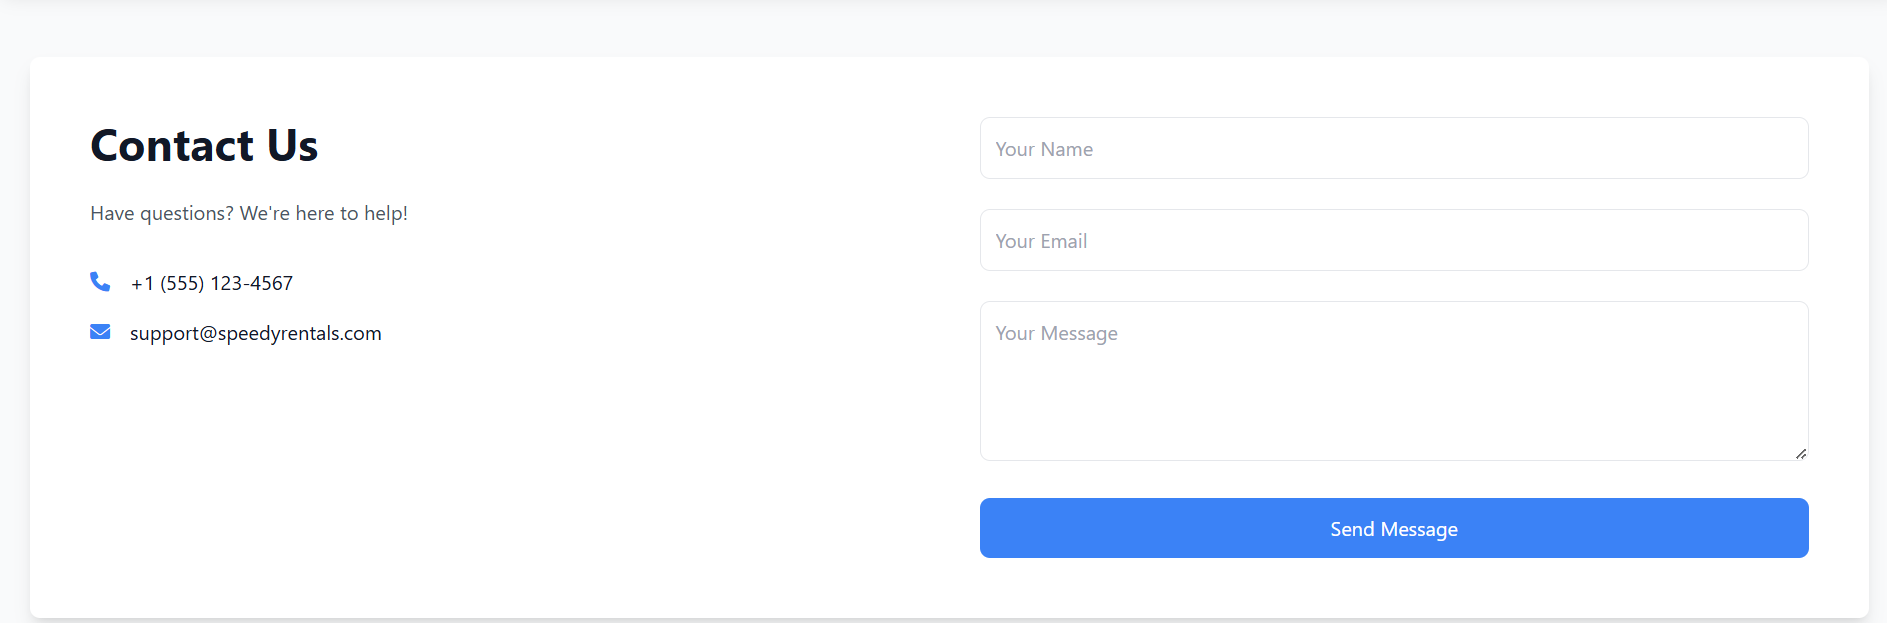 Contact Us
Have questions? We're here to help!
+1 (555) 123-4567
support@speedyrentals.com
Your Name
Your Email
Your Message
Send Message